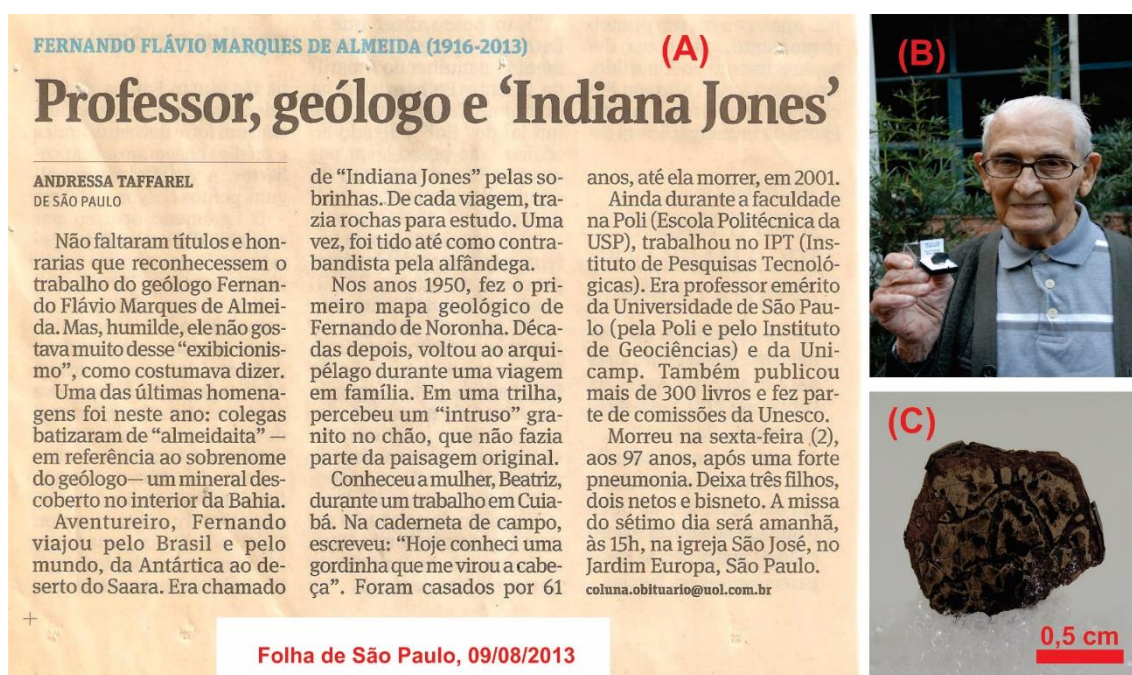 FERNANDO FLÁVIO MARQUES DE ALMEIDA (1916-2013)
(A)
Professor, geólogo e ‘Indiana Jones’
ANDRESSA TAFFAREL
DE SÃO PAULO
Não faltaram títulos e hon-
rarias que reconhecessem o
trabalho do geólogo Fernan-
do Flávio Marques de Almei-
da. Mas, humilde, ele não gos-
tava muito desse “exibicionis-
mo”, como costumava dizer.
Uma das últimas homena-
gens foi neste ano: colegas
batizaram de “almeidaita” —
em referência ao sobrenome
do geólogo— um mineral des-
coberto no interior da Bahia.
Aventureiro, Fernando
viajou pelo Brasil e pelo
mundo, da Antártica ao de-
serto do Saara. Era chamado
de “Indiana Jones” pelas so-
brinhas. De cada viagem, tra-
zia rochas para estudo. Uma
vez, foi tido até como contra-
bandista pela alfândega.
Nos anos 1950, fez o pri-
meiro mapa geológico de
Fernando de Noronha. Déca-
das depois, voltou ao arqui-
pélago durante uma viagem
em família. Em uma trilha,
percebeu um “intruso” gra-
nito no chão, que não fazia
parte da paisagem original.
Conheceu a mulher, Beatriz,
durante um trabalho em Cuia-
bá. Na caderneta de campo,
escreveu: “Hoje conheci uma
gordinha que me virou a cabe-
ça”. Foram casados por 61
anos, até ela morrer, em 2001.
Ainda durante a faculdade
na Poli (Escola Politécnica da
USP), trabalhou no IPT (Ins-
tituto de Pesquisas Tecnoló-
gicas). Era professor emérito
da Universidade de São Pau-
lo (pela Poli e pelo Instituto
de Geociências) e da Uni-
camp. Também publicou
mais de 300 livros e fez par-
te de comissões da Unesco.
Morreu na sexta-feira (2),
aos 97 anos, após uma forte
pneumonia. Deixa três filhos,
dois netos e bisneto. A missa
do sétimo dia será amanhã,
às 15h, na igreja São José, no
Jardim Europa, São Paulo.
coluna.obituario@uol.com.br
Folha de São Paulo, 09/08/2013
(B)
(C)
0,5 cm